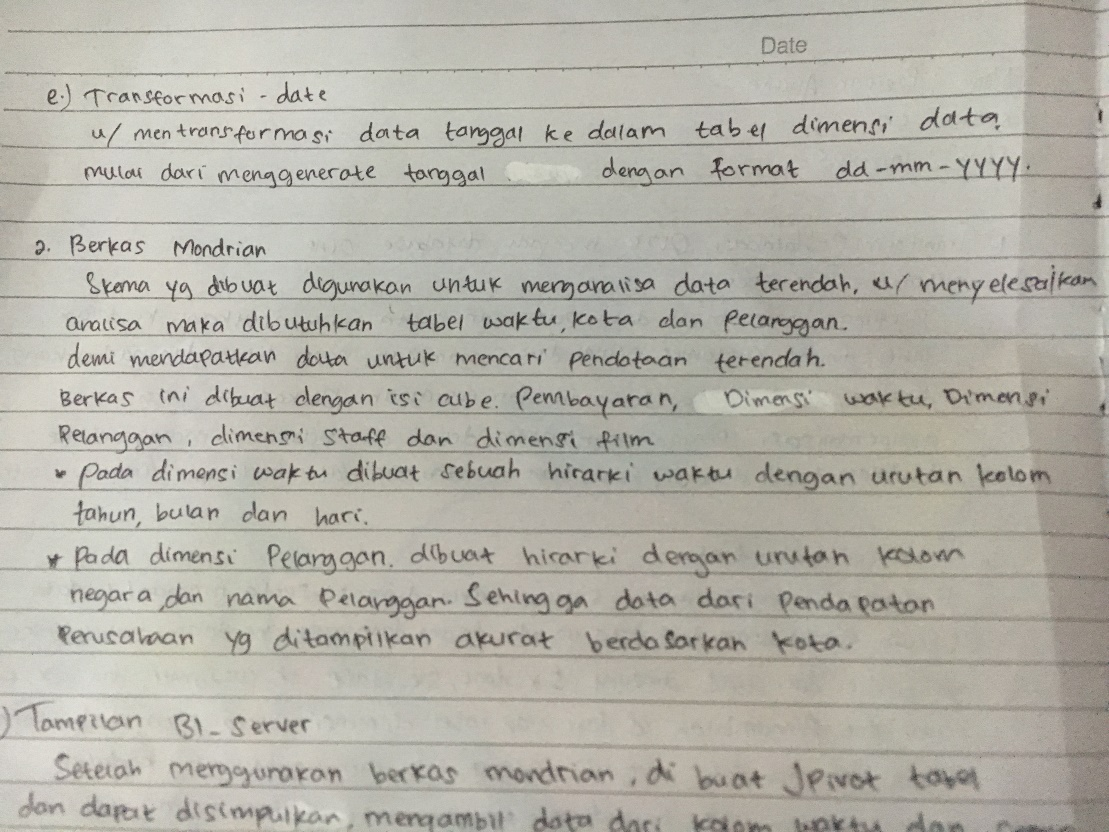 Date
e.) Transformasi - date
u/ mentransformasi data tanggal ke dalam tabel dimensi data
mulai dari menggenerate tanggal dengan format dd-mm-YYYY.
2. Berkas Mondrian
Skema yg dibuat digunakan untuk menganalisa data terendah, u/ menyelesaikan
analisa maka dibutuhkan tabel waktu, kota dan Pelanggan.
demi mendapatkan data untuk mencari pendataan terendah.
Berkas ini dibuat dengan isi cube. Pembayaran, Dimensi waktu, Dimensi
Pelanggan, dimensi staff dan dimensi film
* Pada dimensi waktu dibuat sebuah hirarki waktu dengan urutan kolom
tahun, bulan dan hari.
* Pada dimensi Pelanggan. dibuat hirarki dengan urutan kolom
negara, dan nama Pelanggan. Sehingga data dari Pendapatan
Perusahaan yg ditampilkan akurat berdasarkan kota.
) Tampilan BI - Server
Setelah menggunakan berkas mondrian, di buat JPivot tabel
dan dapat disimpulkan, mengambil data dari kolom waktu dan